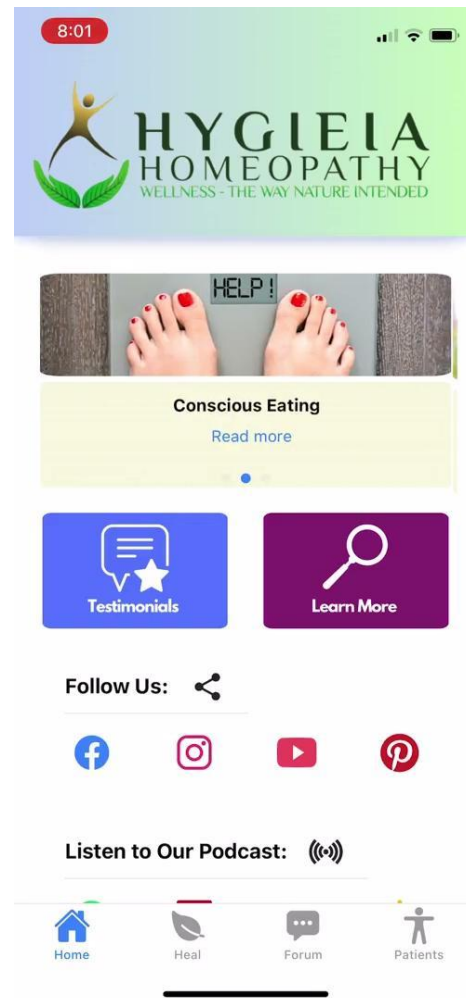 8:01
HYGIEIA
HOMEOPATHY
WELLNESS - THE WAY NATURE INTENDED
HELP!
Conscious Eating
Read more
Testimonials
Learn More
Follow Us:
Listen to Our Podcast:
Home
Heal
Forum
Patients